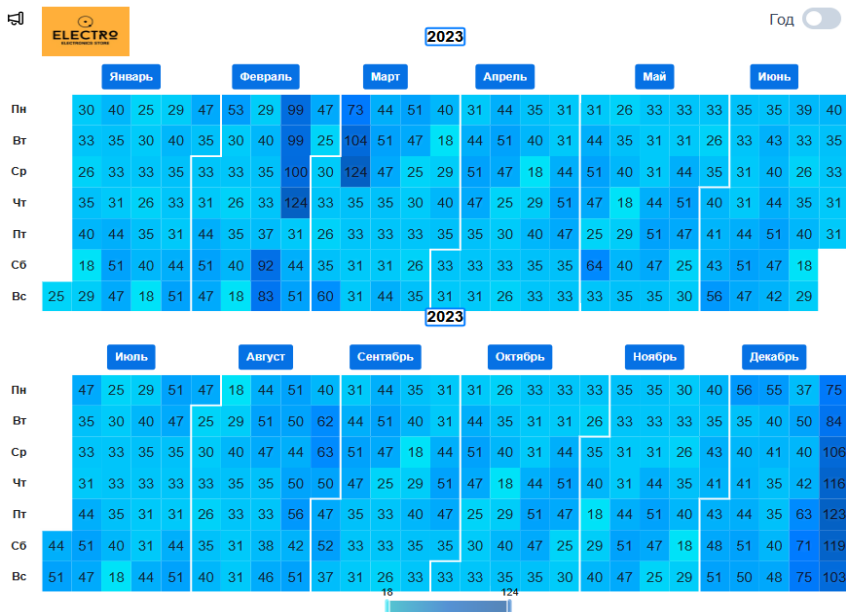 ELECTRO
ELECTRONICS STORE
Год
2023
Январь Февраль Март Апрель Май Июнь
Пн 30 40 25 29 47 53 29 99 47 73 44 51 40 31 44 35 31 31 26 33 33 33 35 35 39 40
Вт 33 35 30 40 35 30 40 99 25 104 51 47 18 44 51 40 31 44 35 31 31 26 33 43 33 35
Ср 26 33 33 35 33 33 35 100 30 124 47 25 29 51 47 18 44 51 40 31 44 35 31 40 26 33
Чт 35 31 26 33 31 26 33 124 33 35 35 30 40 47 25 29 51 47 18 44 51 40 31 44 35 31
Пт 40 44 35 31 44 35 37 31 26 33 33 33 35 35 30 40 47 25 29 51 47 41 44 51 40 31
Сб 18 51 40 44 51 40 92 44 35 31 31 26 33 33 33 35 35 64 40 47 25 43 51 47 18
Вс 25 29 47 18 51 47 18 83 51 60 31 44 35 31 31 26 33 33 33 35 35 30 56 47 42 29
2023
Июль Август Сентябрь Октябрь Ноябрь Декабрь
Пн 47 25 29 51 47 18 44 51 40 31 44 35 31 31 26 33 33 33 35 35 30 40 56 55 37 75
Вт 35 30 40 47 25 29 51 50 62 44 51 40 31 44 35 31 31 26 33 33 33 35 35 40 50 84
Ср 33 33 35 35 30 40 47 44 63 51 47 18 44 51 40 31 44 35 31 31 26 43 40 41 40 106
Чт 31 33 33 33 33 35 35 50 50 47 25 29 51 47 18 44 51 40 31 44 35 41 41 35 42 116
Пт 44 35 31 31 26 33 33 56 47 35 33 40 47 25 29 51 47 18 44 51 40 43 44 35 63 123
Сб 44 51 40 31 44 35 31 38 42 52 33 33 35 35 30 40 47 25 29 51 47 18 48 51 40 71 119
Вс 51 47 18 44 51 40 31 46 51 37 31 26 33 33 33 35 35 30 40 47 25 29 51 50 48 75 103
18 124